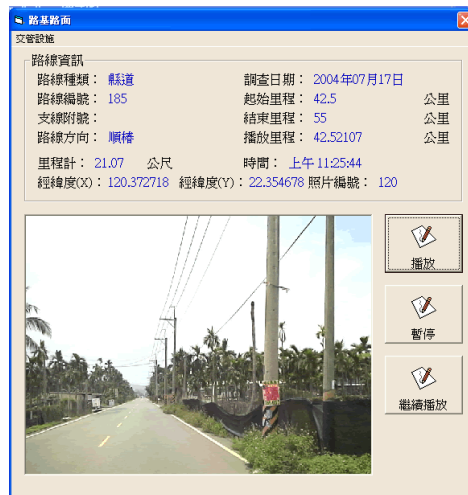 路基路面
交管設施
路線資訊
路線種類： 縣道 調查日期： 2004年07月17日
路線編號： 185 起始里程： 42.5 公里
支線附號： 結束里程： 55 公里
路線方向： 順樁 播放里程： 42.52107 公里
里程計： 21.07 公尺 時間： 上午 11:25:44
經緯度(X)：120.372718 經緯度(Y)：22.354678 照片編號： 120
播放
暫停
繼續播放